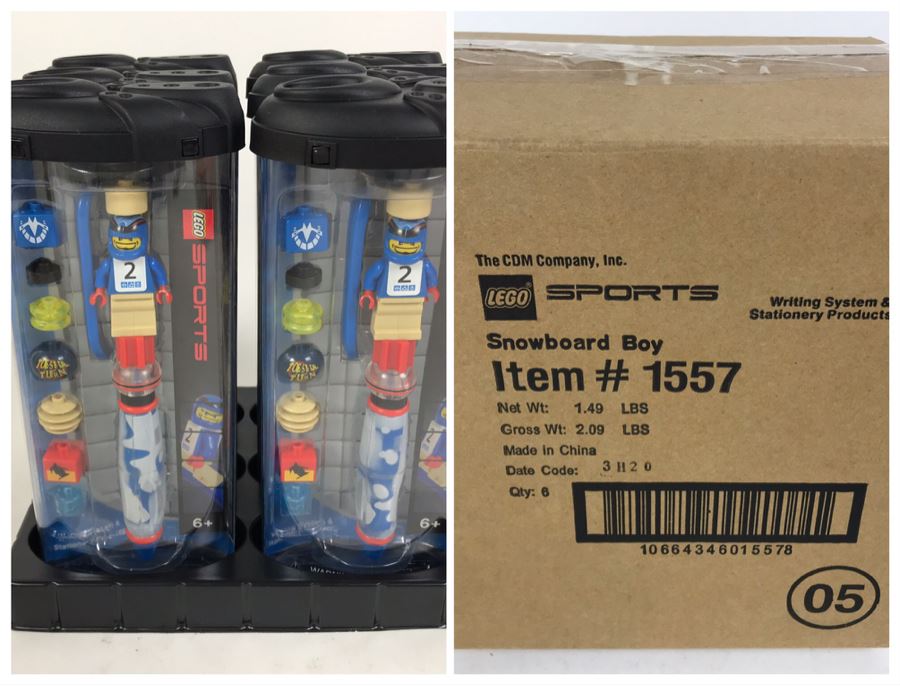 LEGO SPORTS
2
6+
LEGO
2
6+
The CDM Company, Inc.
LEGO SPORTS
Writing System &
Stationery Products
Snowboard Boy
Item # 1557
Net Wt: 1.49 LBS
Gross Wt: 2.09 LBS
Made in China
Date Code: 3H20
Qty: 6
10664346015578
05